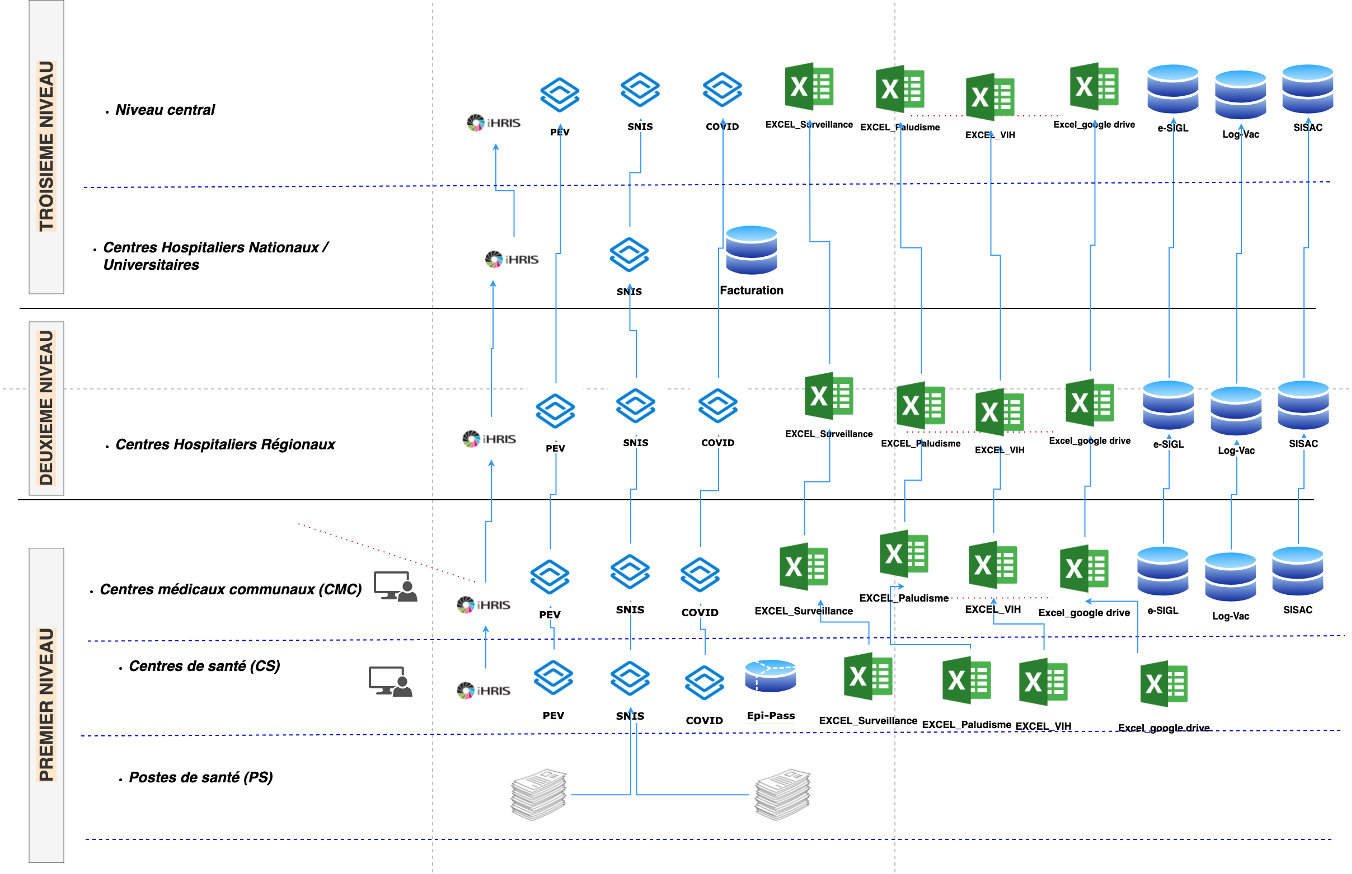 TROISIEME NIVEAU
Niveau central
iHRIS
PEV
SNIS
COVID
EXCEL_Surveillance
EXCEL_Paludisme
EXCEL_VIH
Excel_google drive
e-SIGL
Log-Vac
SISAC
Centres Hospitaliers Nationaux /
Universitaires
iHRIS
SNIS
Facturation
DEUXIEME NIVEAU
Centres Hospitaliers Régionaux
iHRIS
PEV
SNIS
COVID
EXCEL_Surveillance
EXCEL_Paludisme
EXCEL_VIH
Excel_google drive
e-SIGL
Log-Vac
SISAC
PREMIER NIVEAU
Centres médicaux communaux (CMC)
iHRIS
PEV
SNIS
COVID
EXCEL_Surveillance
EXCEL_Paludisme
EXCEL_VIH
Excel_google drive
e-SIGL
Log-Vac
SISAC
Centres de santé (CS)
iHRIS
PEV
SNIS
COVID
Epi-Pass
EXCEL_Surveillance
EXCEL_Paludisme
EXCEL_VIH
Excel_google drive
Postes de santé (PS)